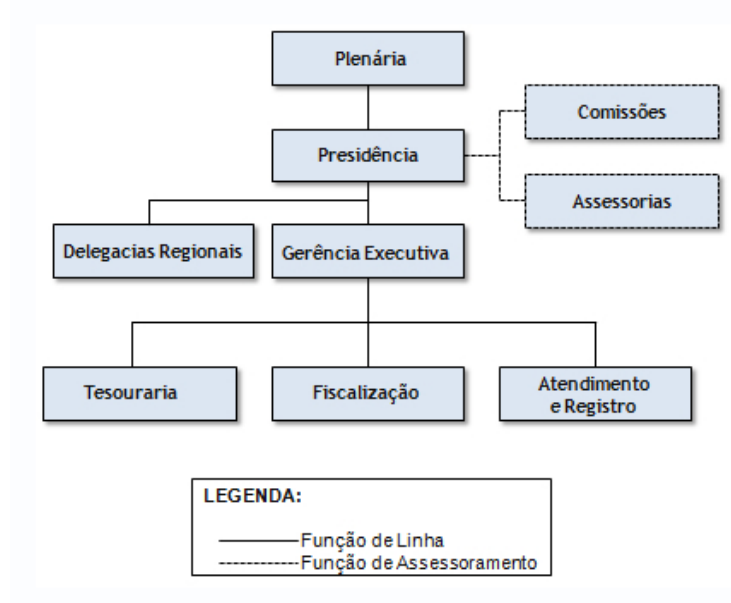 Plenária
Comissões
Presidência
Assessorias
Delegacias Regionais
Gerência Executiva
Tesouraria
Fiscalização
Atendimento
e Registro
LEGENDA:
Função de Linha
Função de Assessoramento